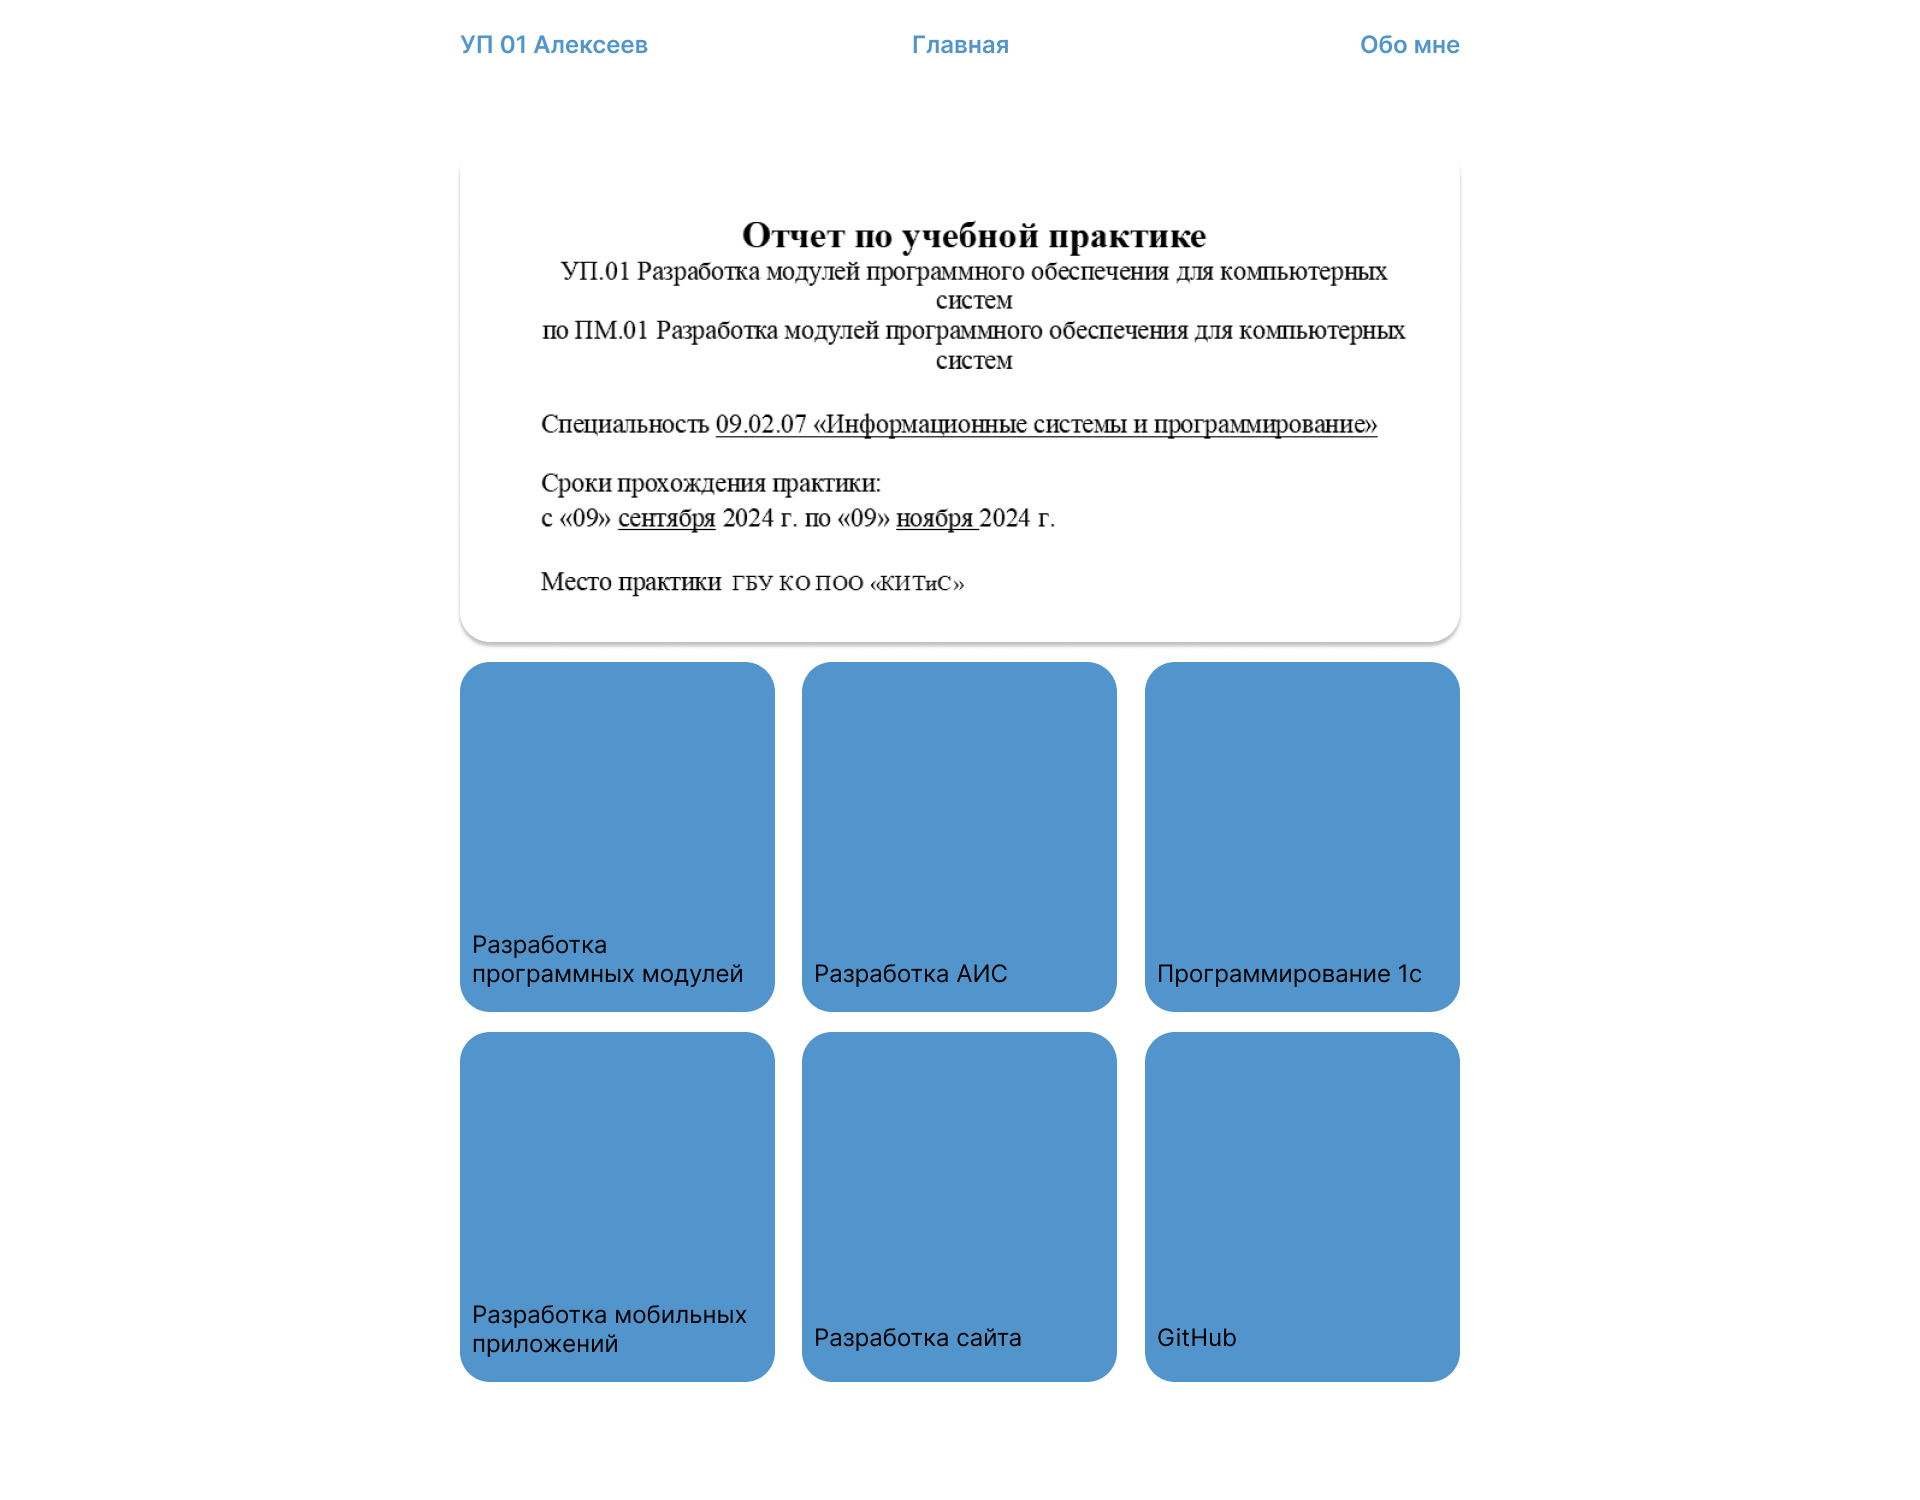 УП 01 Алексеев
Главная
Обо мне
Отчет по учебной практике
УП.01 Разработка модулей программного обеспечения для компьютерных
систем
по ПМ.01 Разработка модулей программного обеспечения для компьютерных
систем
Специальность 09.02.07 «Информационные системы и программирование»
Сроки прохождения практики:
с «09» сентября 2024 г. по «09» ноября 2024 г.
Место практики ГБУ КО ПОО «КИТиС»
Разработка
программных модулей
Разработка АИС
Программирование 1с
Разработка мобильных
приложений
Разработка сайта
GitHub